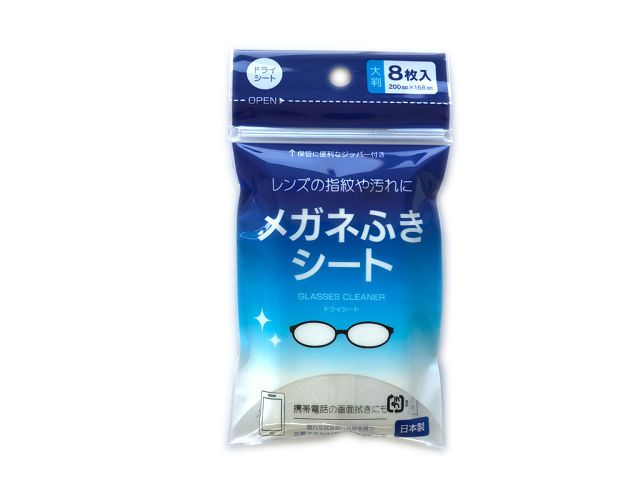 ドライ
シート
大判
8枚入
200mm×168mm
OPEN
↑保管に便利なジッパー付き
レンズの指紋や汚れに
メガネふき
シート
GLASSES CLEANER
ドライシート
携帯電話の画面拭きにも
プラ
日本製